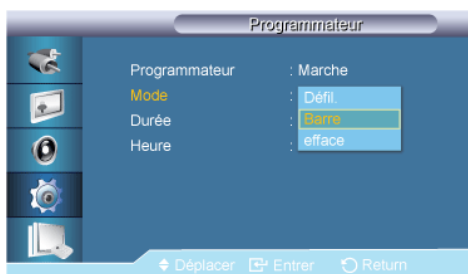 Programmateur
Programmateur : Marche
Mode : Défil.
Durée : Barre
Heure : efface
Déplacer Entrer Return